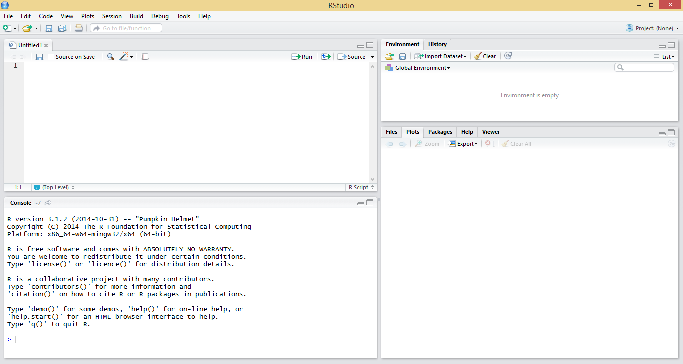 RStudio
File Edit Code View Plots Session Build Debug Tools Help
Go to file/function
Project: (None)
Untitled1
Source on Save
Run
Source
1
1:1
(Top Level)
R Script
Console
R version 3.1.2 (2014-10-31) -- "Pumpkin Helmet"
Copyright (C) 2014 The R Foundation for Statistical Computing
Platform: x86_64-w64-mingw32/x64 (64-bit)
R is free software and comes with ABSOLUTELY NO WARRANTY.
You are welcome to redistribute it under certain conditions.
Type 'license()' or 'licence()' for distribution details.
R is a collaborative project with many contributors.
Type 'contributors()' for more information and
'citation()' on how to cite R or R packages in publications.
Type 'demo()' for some demos, 'help()' for on-line help, or
'help.start()' for an HTML browser interface to help.
Type 'q()' to quit R.
>
Environment History
Import Dataset Clear
List
Global Environment
Environment is empty
Files Plots Packages Help Viewer
Zoom Export Clear All